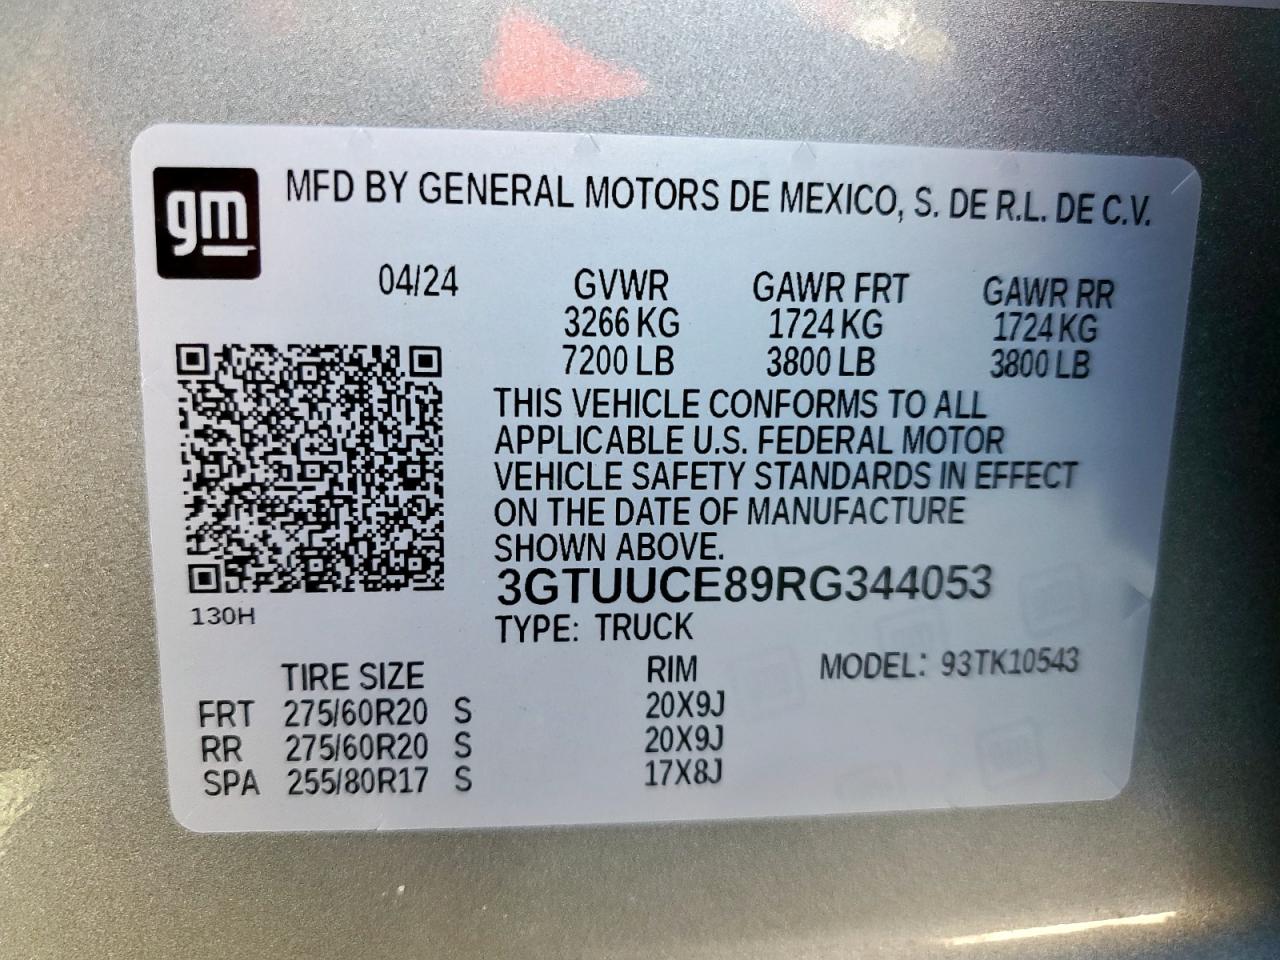 gm
MFD BY GENERAL MOTORS DE MEXICO, S. DE R.L. DE C.V.
04/24 GVWR GAWR FRT GAWR RR
3266 KG 1724 KG 1724 KG
7200 LB 3800 LB 3800 LB
THIS VEHICLE CONFORMS TO ALL
APPLICABLE U.S. FEDERAL MOTOR
VEHICLE SAFETY STANDARDS IN EFFECT
ON THE DATE OF MANUFACTURE
SHOWN ABOVE.
3GTUUCE89RG344053
130H
TYPE: TRUCK
TIRE SIZE RIM MODEL: 93TK10543
FRT 275/60R20 S 20X9J
RR 275/60R20 S 20X9J
SPA 255/80R17 S 17X8J